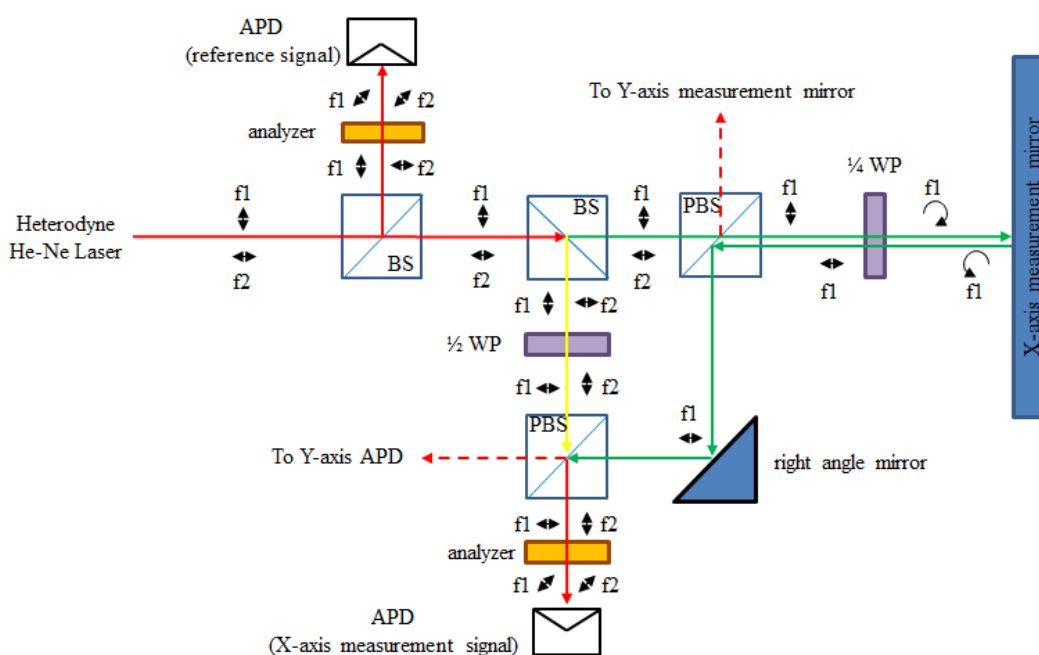 APD
(reference signal)
f1
f2
analyzer
f1
f2
To Y-axis measurement mirror
¼ WP
f1
f1
BS
f1
PBS
f1
f1
Heterodyne
He-Ne Laser
f2
BS
f2
f2
f1
f1
X-axis measurement mirror
f1
f2
½ WP
f1
f2
PBS
f1
To Y-axis APD
right angle mirror
f1
f2
analyzer
f1
f2
APD
(X-axis measurement signal)